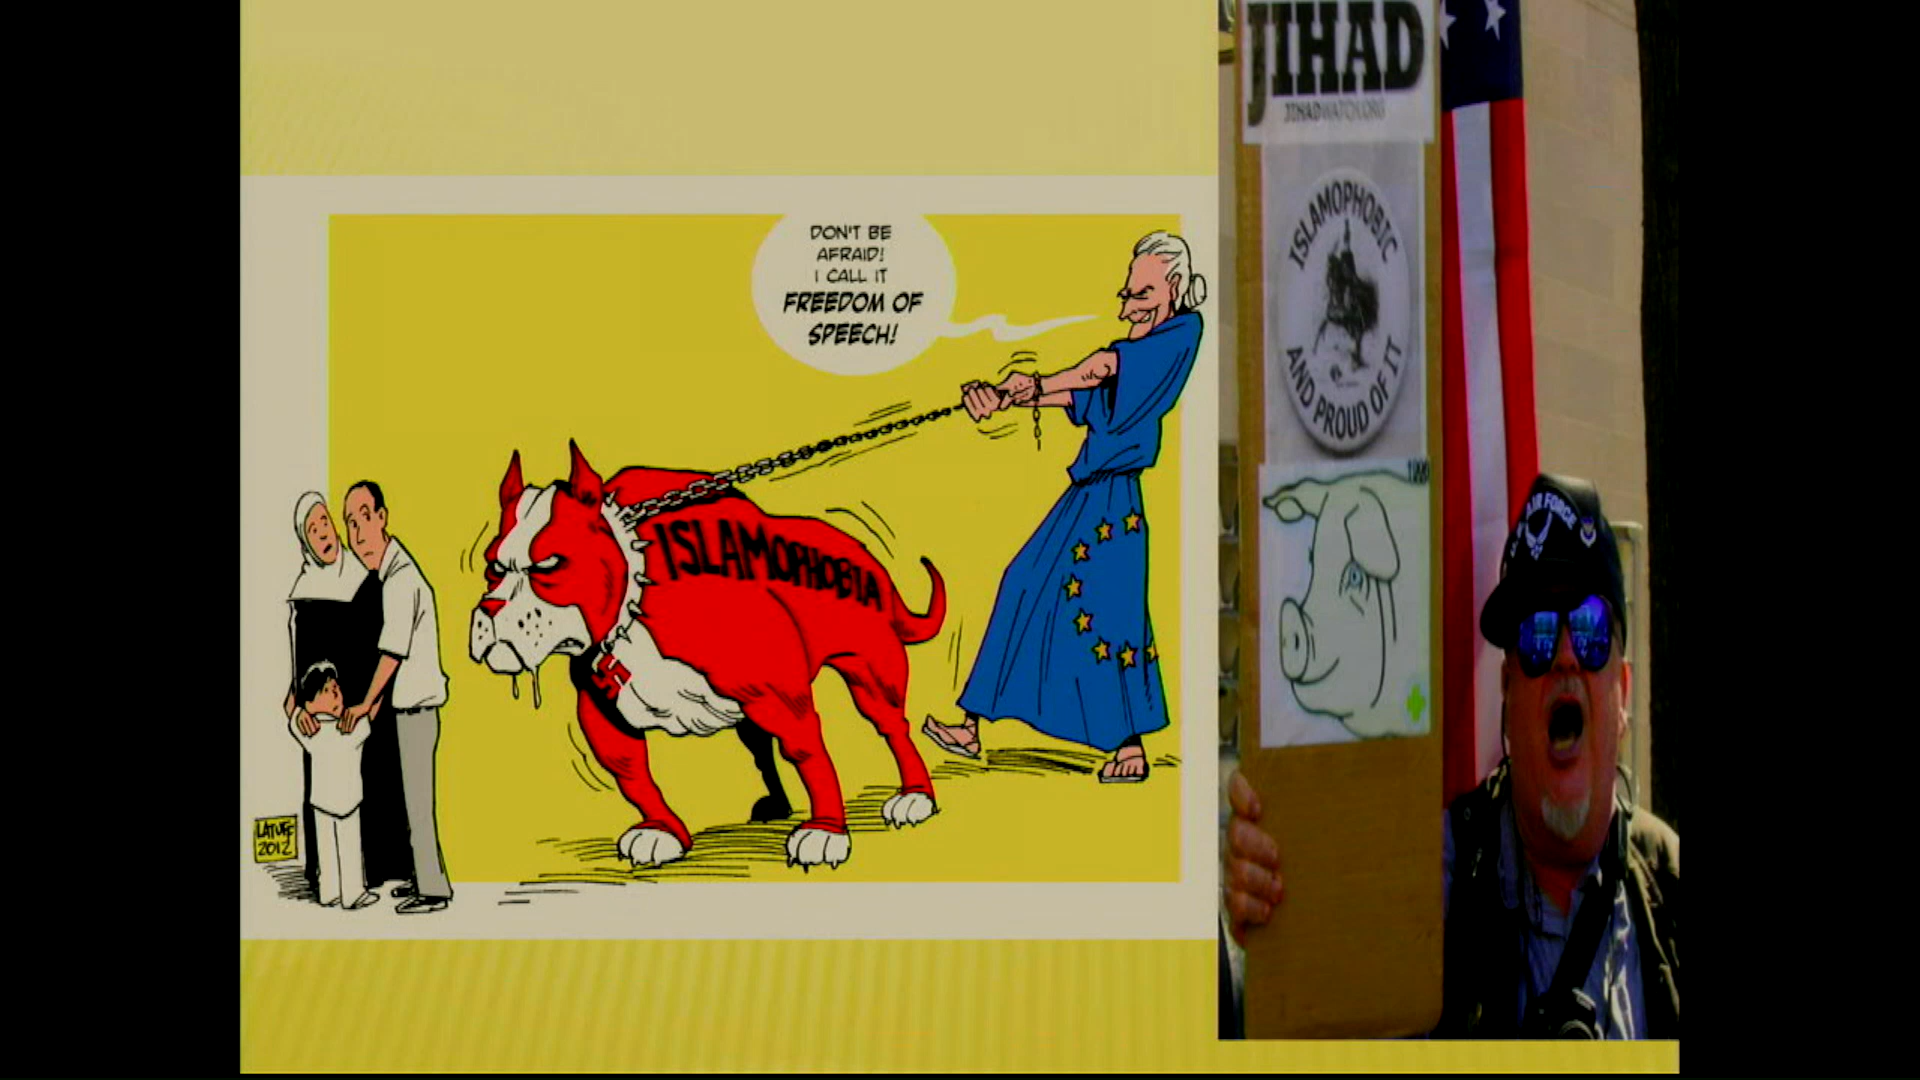 DON'T BE
AFRAID!
I CALL IT
FREEDOM OF
SPEECH!
ISLAMOPHOBIA
LATUFF
2012
JIHAD
JIHADWATCH.ORG
ISLAMOPHOBIC
AND PROUD OF IT
AIR FORCE